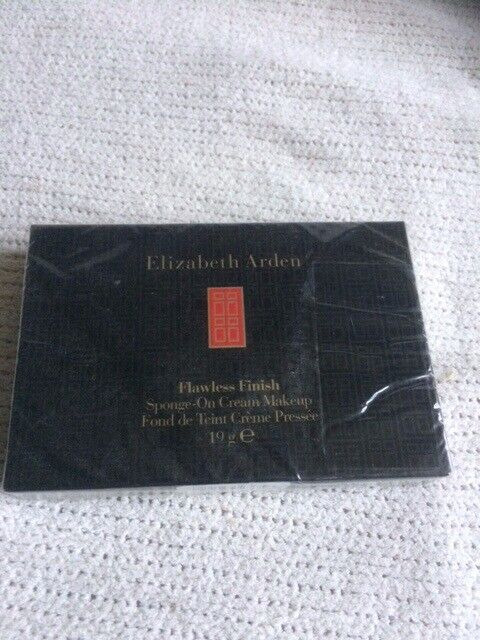 Elizabeth Arden
Flawless Finish
Sponge-On Cream Makeup
Fond de Teint Crème Pressée
19 g ℮